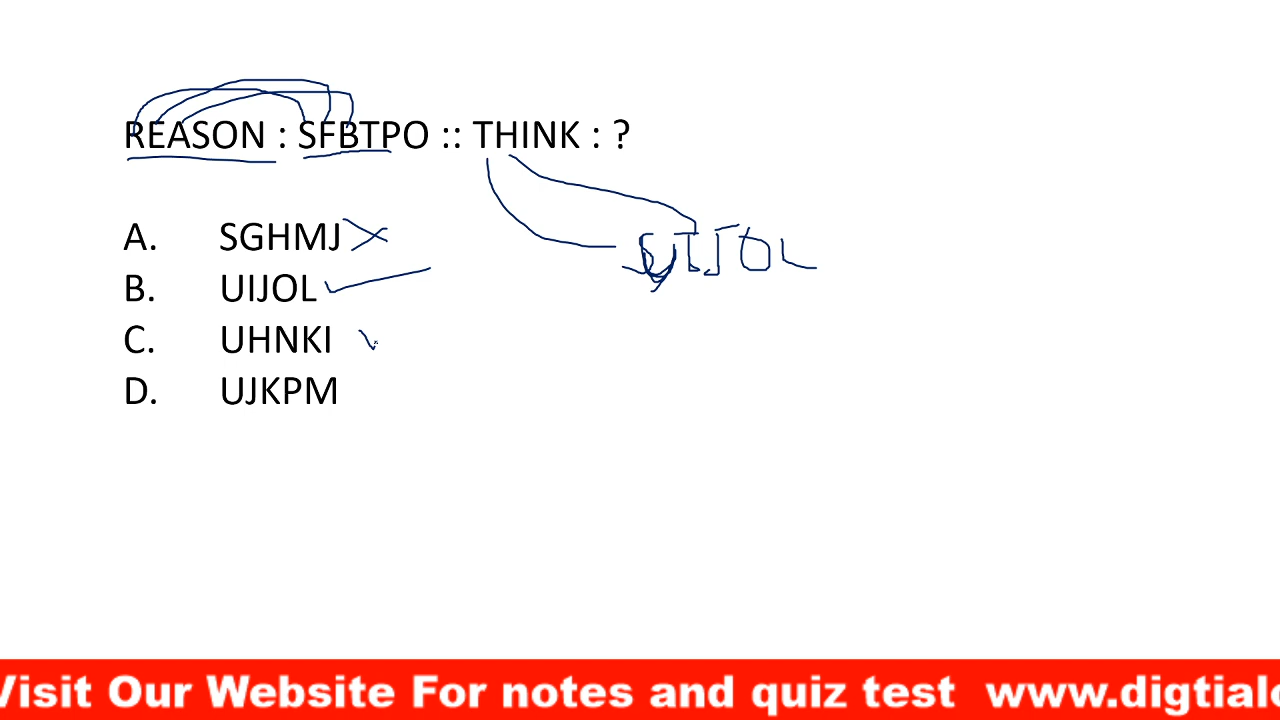 REASON : SFBTPO :: THINK : ?
A. SGHMJ
UIJOL
B. UIJOL
C. UHNKI
D. UJKPM
Visit Our Website For notes and quiz test www.digtial